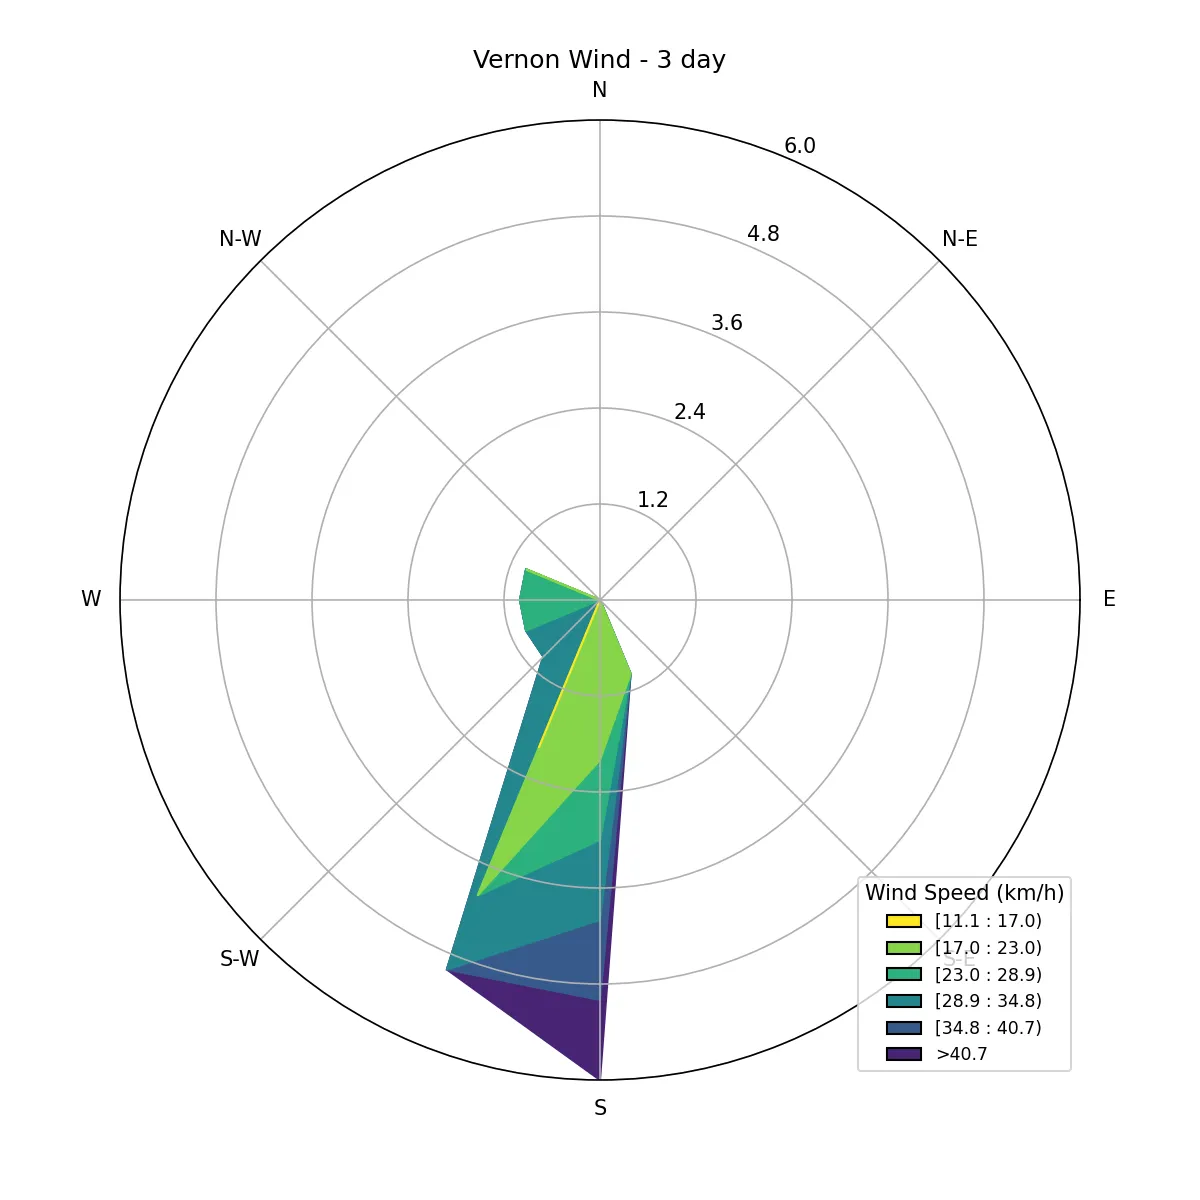 Vernon Wind - 3 day
N
6.0
N-W
4.8
N-E
3.6
2.4
1.2
W
E
S-W
S-E
S
Wind Speed (km/h)
[11.1 : 17.0)
[17.0 : 23.0)
[23.0 : 28.9)
[28.9 : 34.8)
[34.8 : 40.7)
>40.7